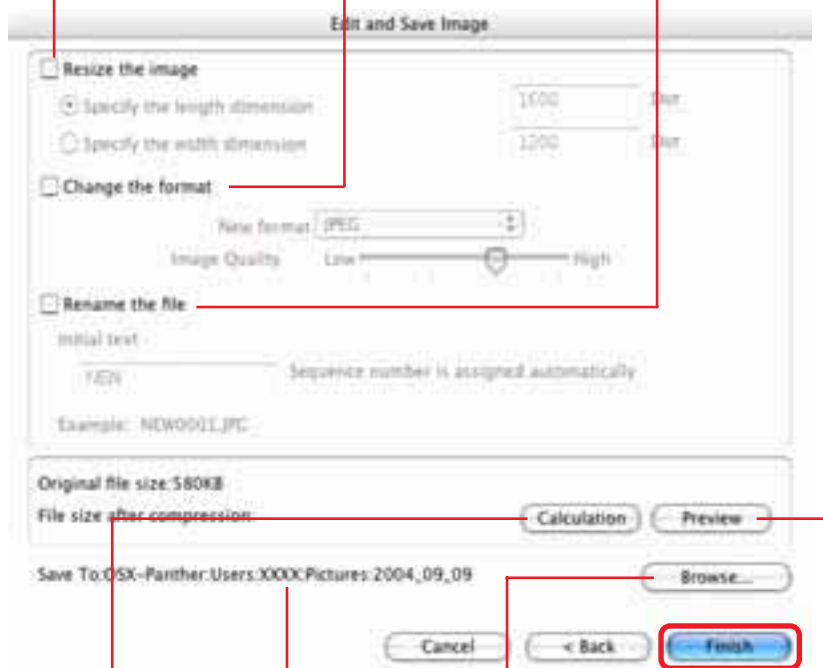 Edit and Save Image
Resize the image
Specify the length dimension 1600 Dot
Specify the width dimension 1200 Dot
Change the format
New format JPEG
Image Quality Low High
Rename the file
Initial text
NEW Sequence number is assigned automatically
Example: NEW0001.JPG
Original file size:580KB
File size after compression: Calculation Preview
Save To:OSX-Panther:Users:XXXX:Pictures:2004_09_09 Browse...
Cancel < Back Finish